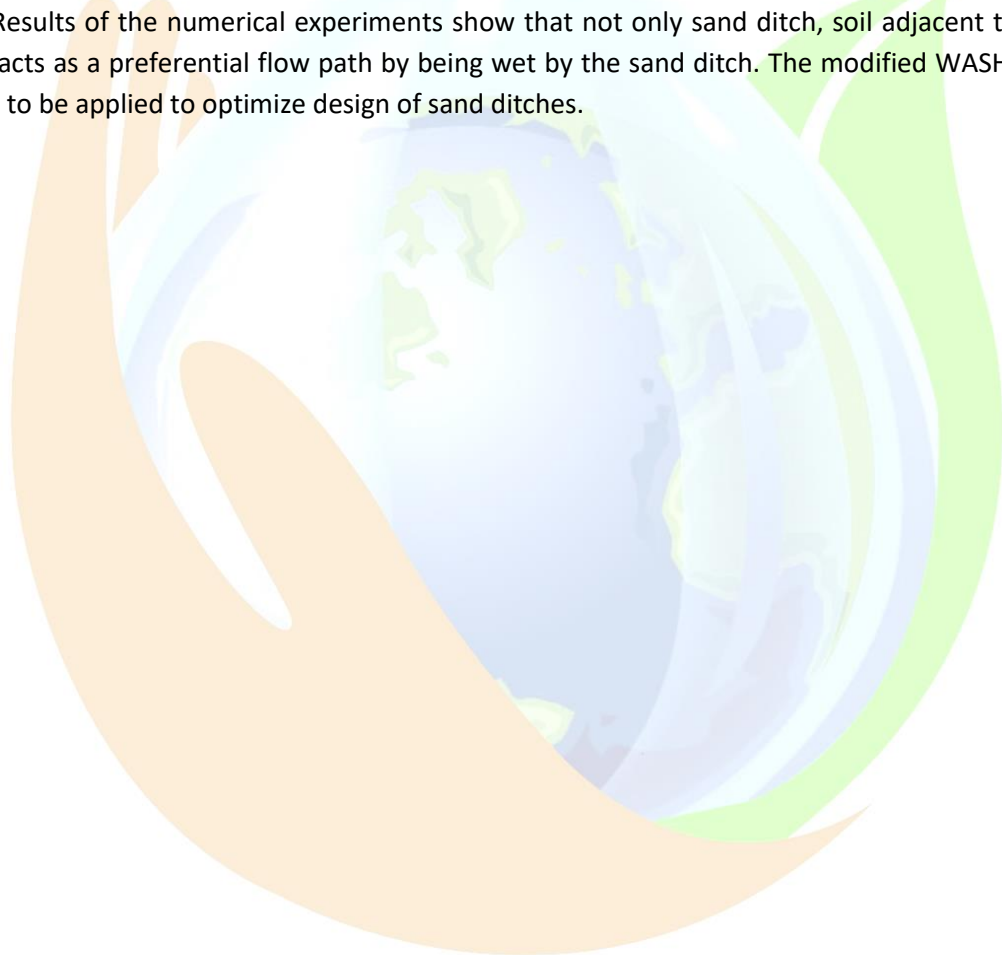 Results of the numerical experiments show that not only sand ditch, soil adjacent t
acts as a preferential flow path by being wet by the sand ditch. The modified WASH
to be applied to optimize design of sand ditches.